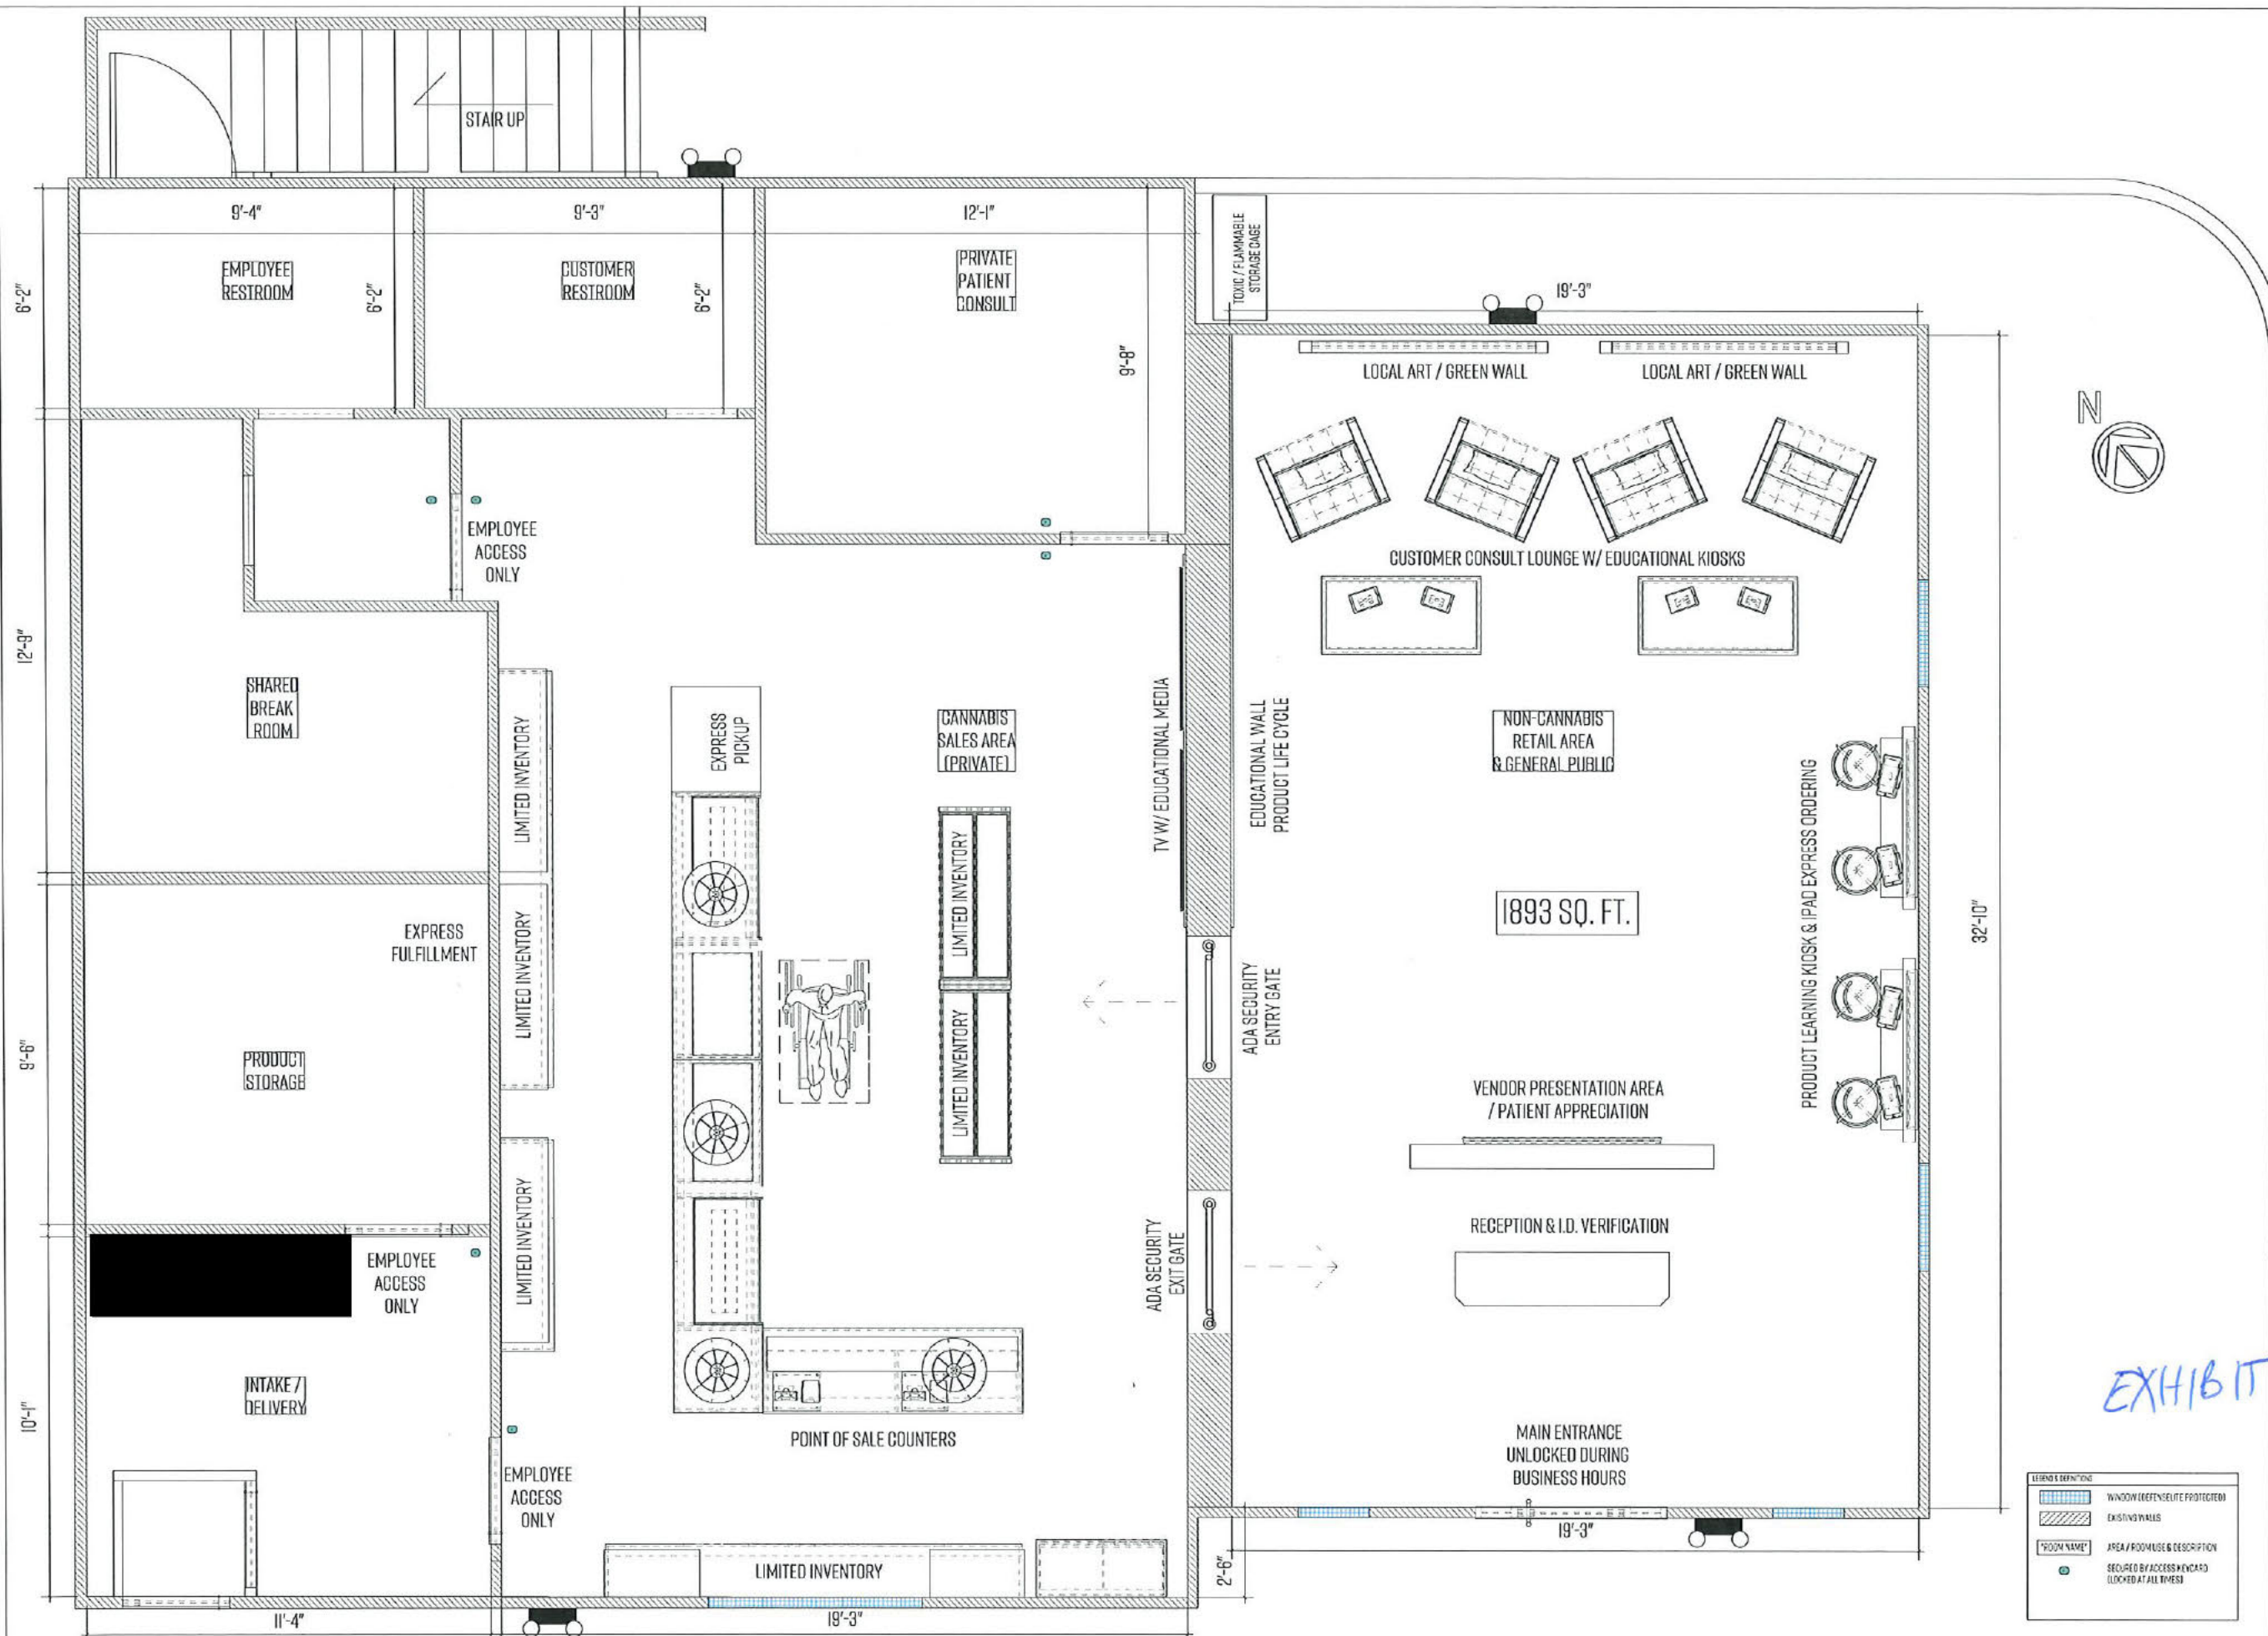 STAIR UP
9'-4"
9'-3"
12'-1"
6'-2"
EMPLOYEE
RESTROOM
6'-2"
CUSTOMER
RESTROOM
6'-2"
PRIVATE
PATIENT
CONSULT
9'-8"
TOXIC / FLAMMABLE
STORAGE CAGE
19'-3"
LOCAL ART / GREEN WALL
LOCAL ART / GREEN WALL
N
EMPLOYEE
ACCESS
ONLY
CUSTOMER CONSULT LOUNGE W/ EDUCATIONAL KIOSKS
12'-9"
SHARED
BREAK
ROOM
LIMITED INVENTORY
EXPRESS
PICKUP
CANNABIS
SALES AREA
(PRIVATE)
TV W/ EDUCATIONAL MEDIA
EDUCATIONAL WALL
PRODUCT LIFE CYCLE
NON-CANNABIS
RETAIL AREA
& GENERAL PUBLIC
PRODUCT LEARNING KIOSK & IPAD EXPRESS ORDERING
32'-10"
1893 SQ. FT.
LIMITED INVENTORY
EXPRESS
FULFILLMENT
LIMITED INVENTORY
ADA SECURITY
ENTRY GATE
9'-6"
PRODUCT
STORAGE
LIMITED INVENTORY
VENDOR PRESENTATION AREA
/ PATIENT APPRECIATION
LIMITED INVENTORY
RECEPTION & I.D. VERIFICATION
ADA SECURITY
EXIT GATE
EMPLOYEE
ACCESS
ONLY
10'-1"
INTAKE /
DELIVERY
POINT OF SALE COUNTERS
EMPLOYEE
ACCESS
ONLY
MAIN ENTRANCE
UNLOCKED DURING
BUSINESS HOURS
EXHIBIT
19'-3"
2'-6"
LIMITED INVENTORY
11'-4"
19'-3"
LEGEND & DEFINITIONS
WINDOW (DEFENSELITE PROTECTED)
EXISTING WALLS
"ROOM NAME"
AREA / ROOM USE & DESCRIPTION
SECURED BY ACCESS KEYCARD
(LOCKED AT ALL TIMES)